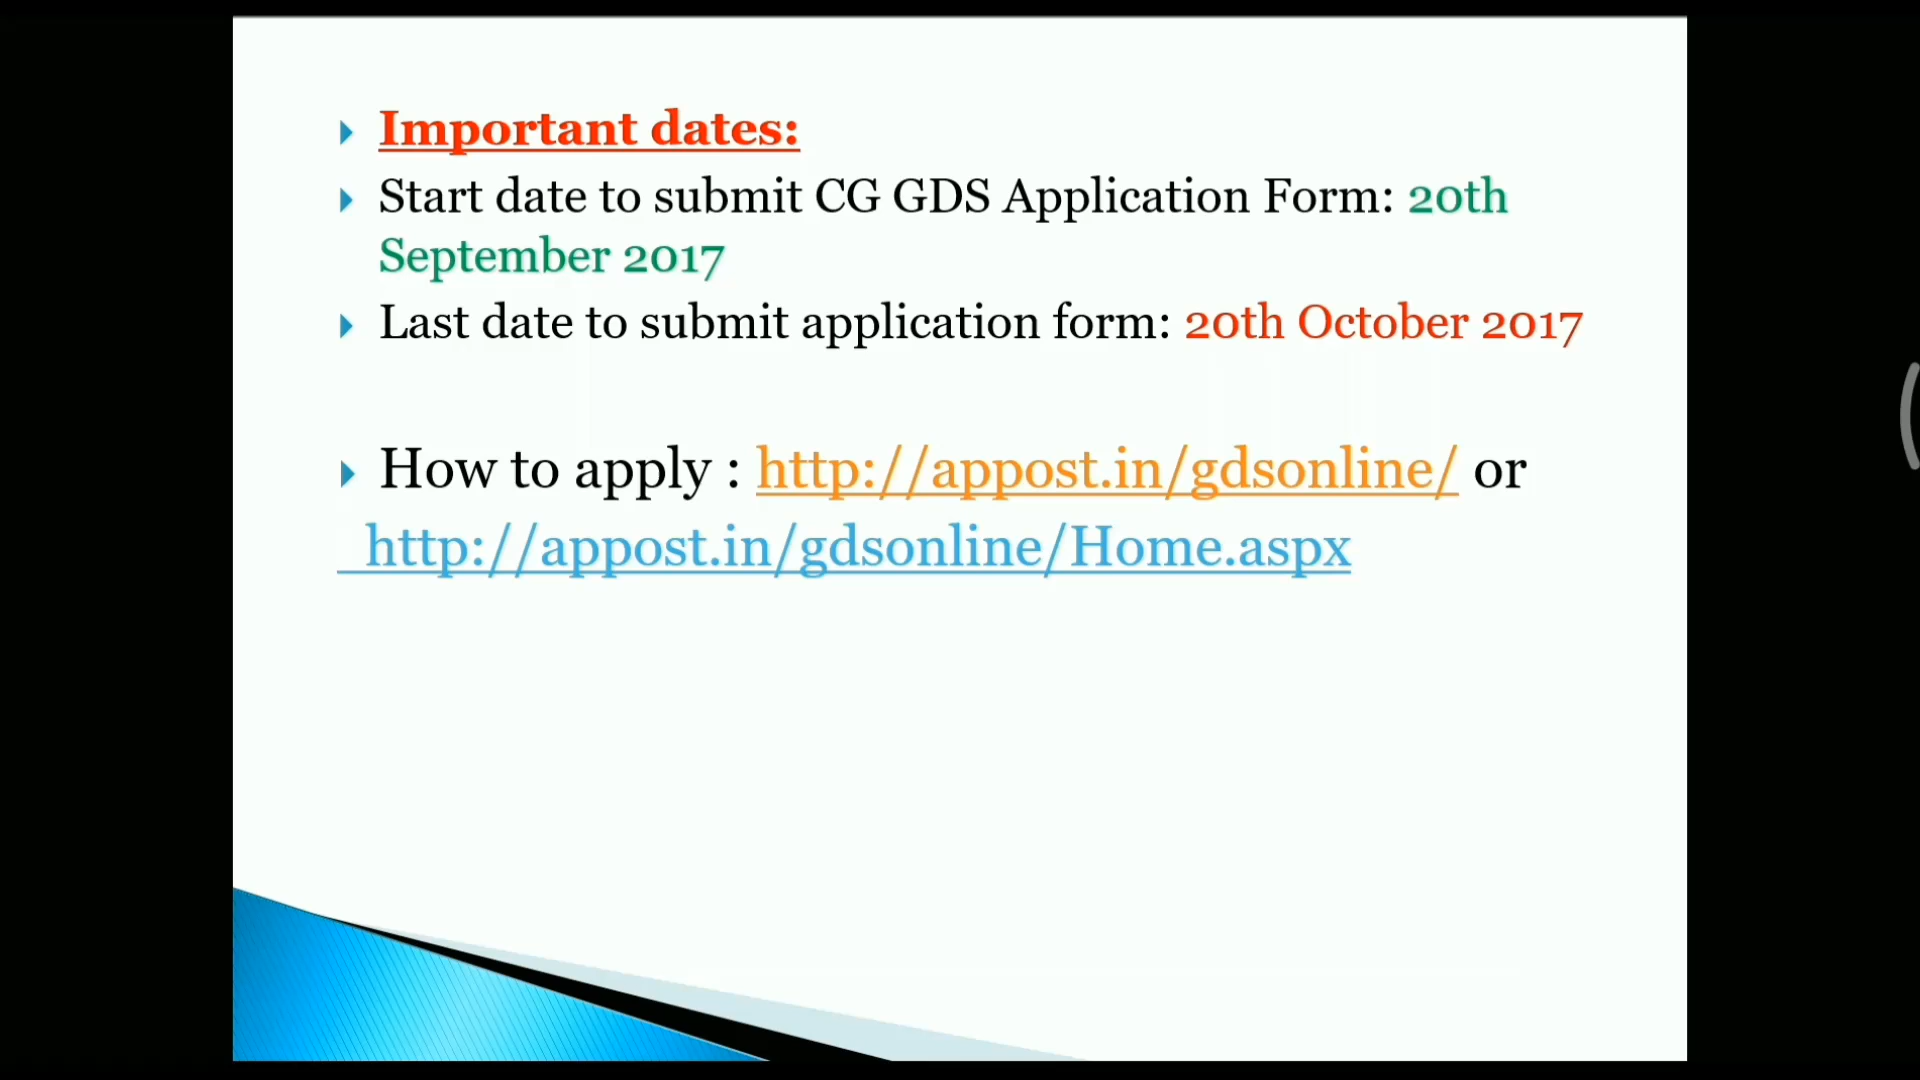 Important dates:
Start date to submit CG GDS Application Form: 20th
September 2017
Last date to submit application form: 20th October 2017
How to apply : http://appost.in/gdsonline/ or
http://appost.in/gdsonline/Home.aspx